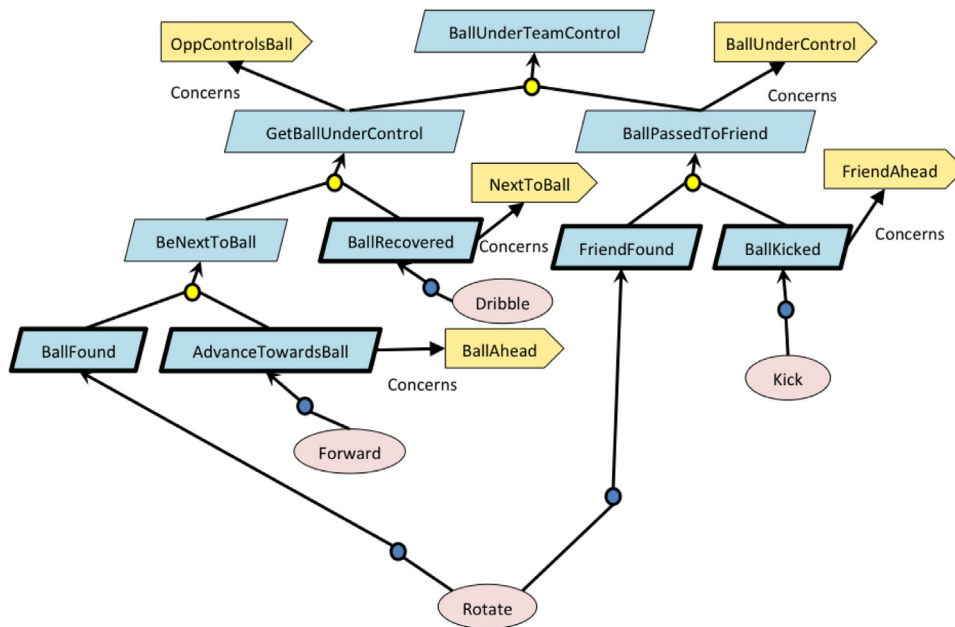 BallUnderTeamControl
OppControlsBall
BallUnderControl
Concerns
Concerns
GetBallUnderControl
BallPassedToFriend
NextToBall
FriendAhead
BeNextToBall
BallRecovered
Concerns
FriendFound
BallKicked
Concerns
Dribble
BallFound
AdvanceTowardsBall
BallAhead
Concerns
Kick
Forward
Rotate